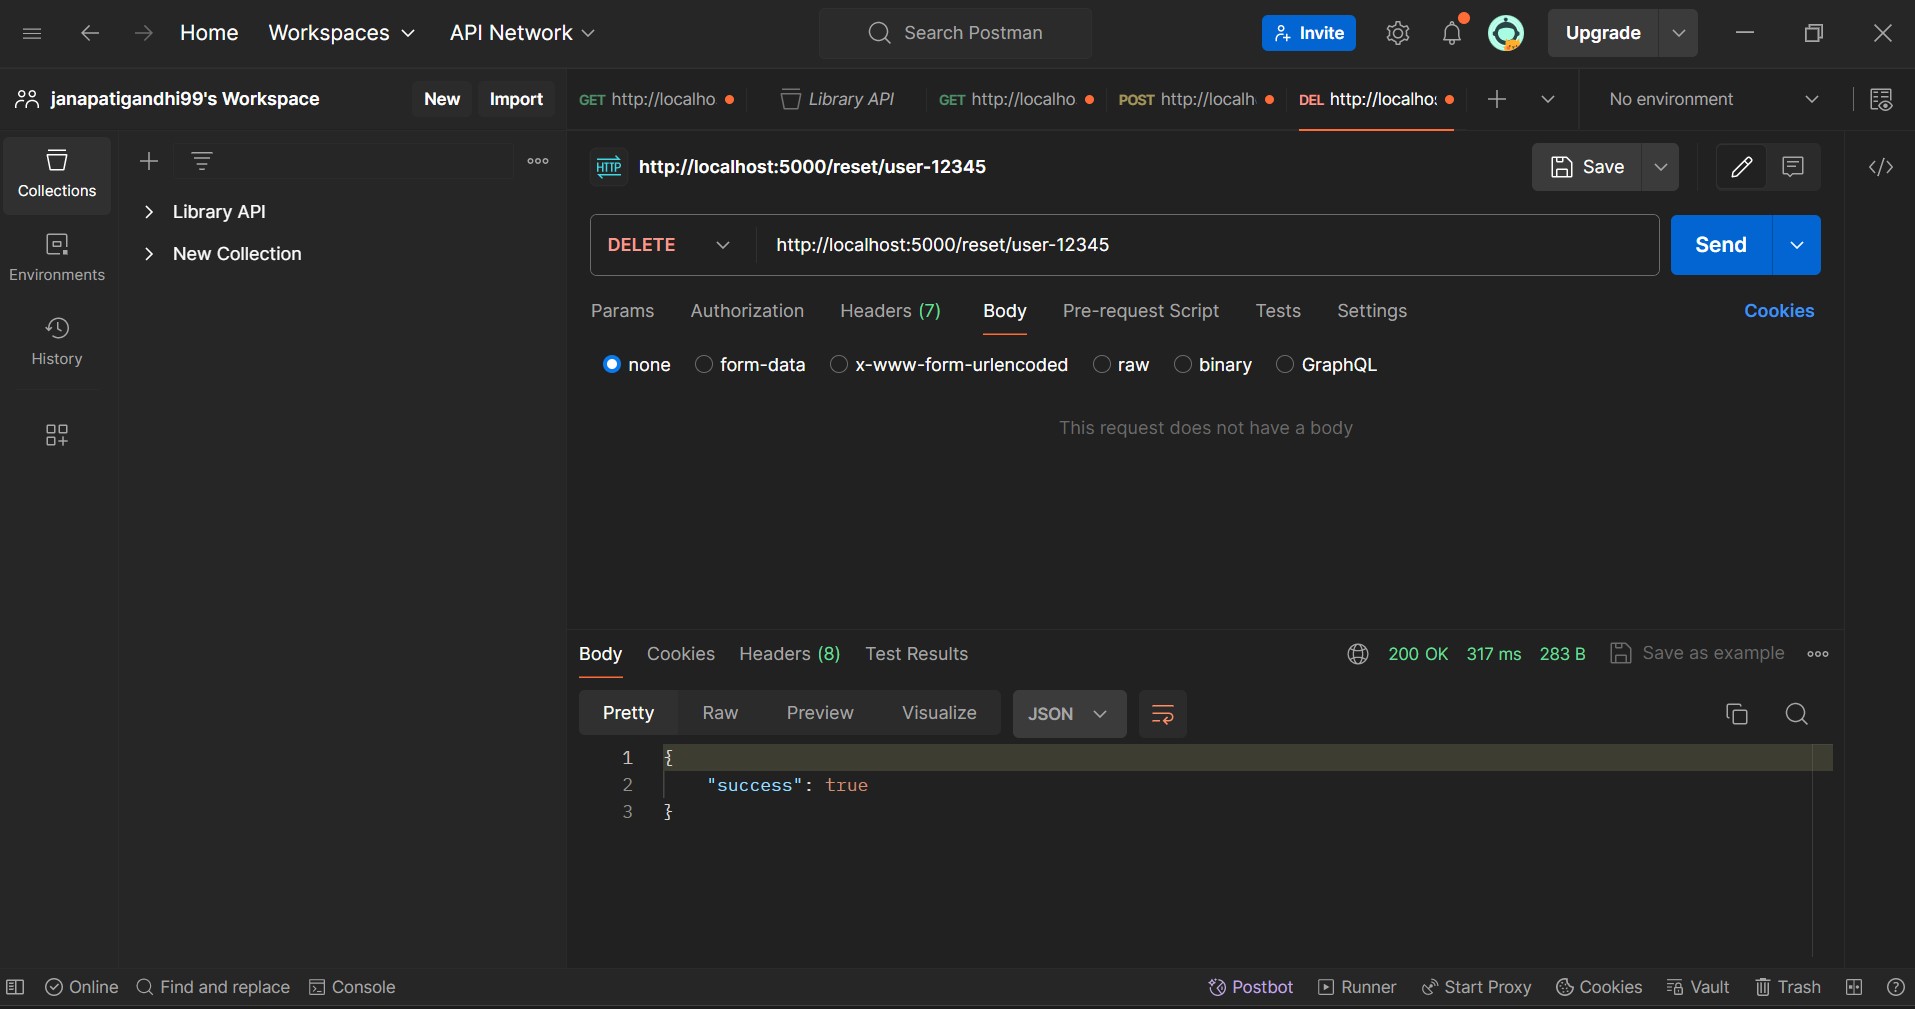 Home Workspaces API Network Search Postman Invite Upgrade
janapatigandhi99's Workspace New Import
GET http://localho Library API GET http://localho POST http://localh DEL http://localhos No environment
Collections
Environments
History
Library API
New Collection
HTTP http://localhost:5000/reset/user-12345 Save
DELETE http://localhost:5000/reset/user-12345 Send
Params Authorization Headers (7) Body Pre-request Script Tests Settings Cookies
none form-data x-www-form-urlencoded raw binary GraphQL
This request does not have a body
Body Cookies Headers (8) Test Results 200 OK 317 ms 283 B Save as example
Pretty Raw Preview Visualize JSON
1 {
2 "success": true
3 }
Online Find and replace Console Postbot Runner Start Proxy Cookies Vault Trash